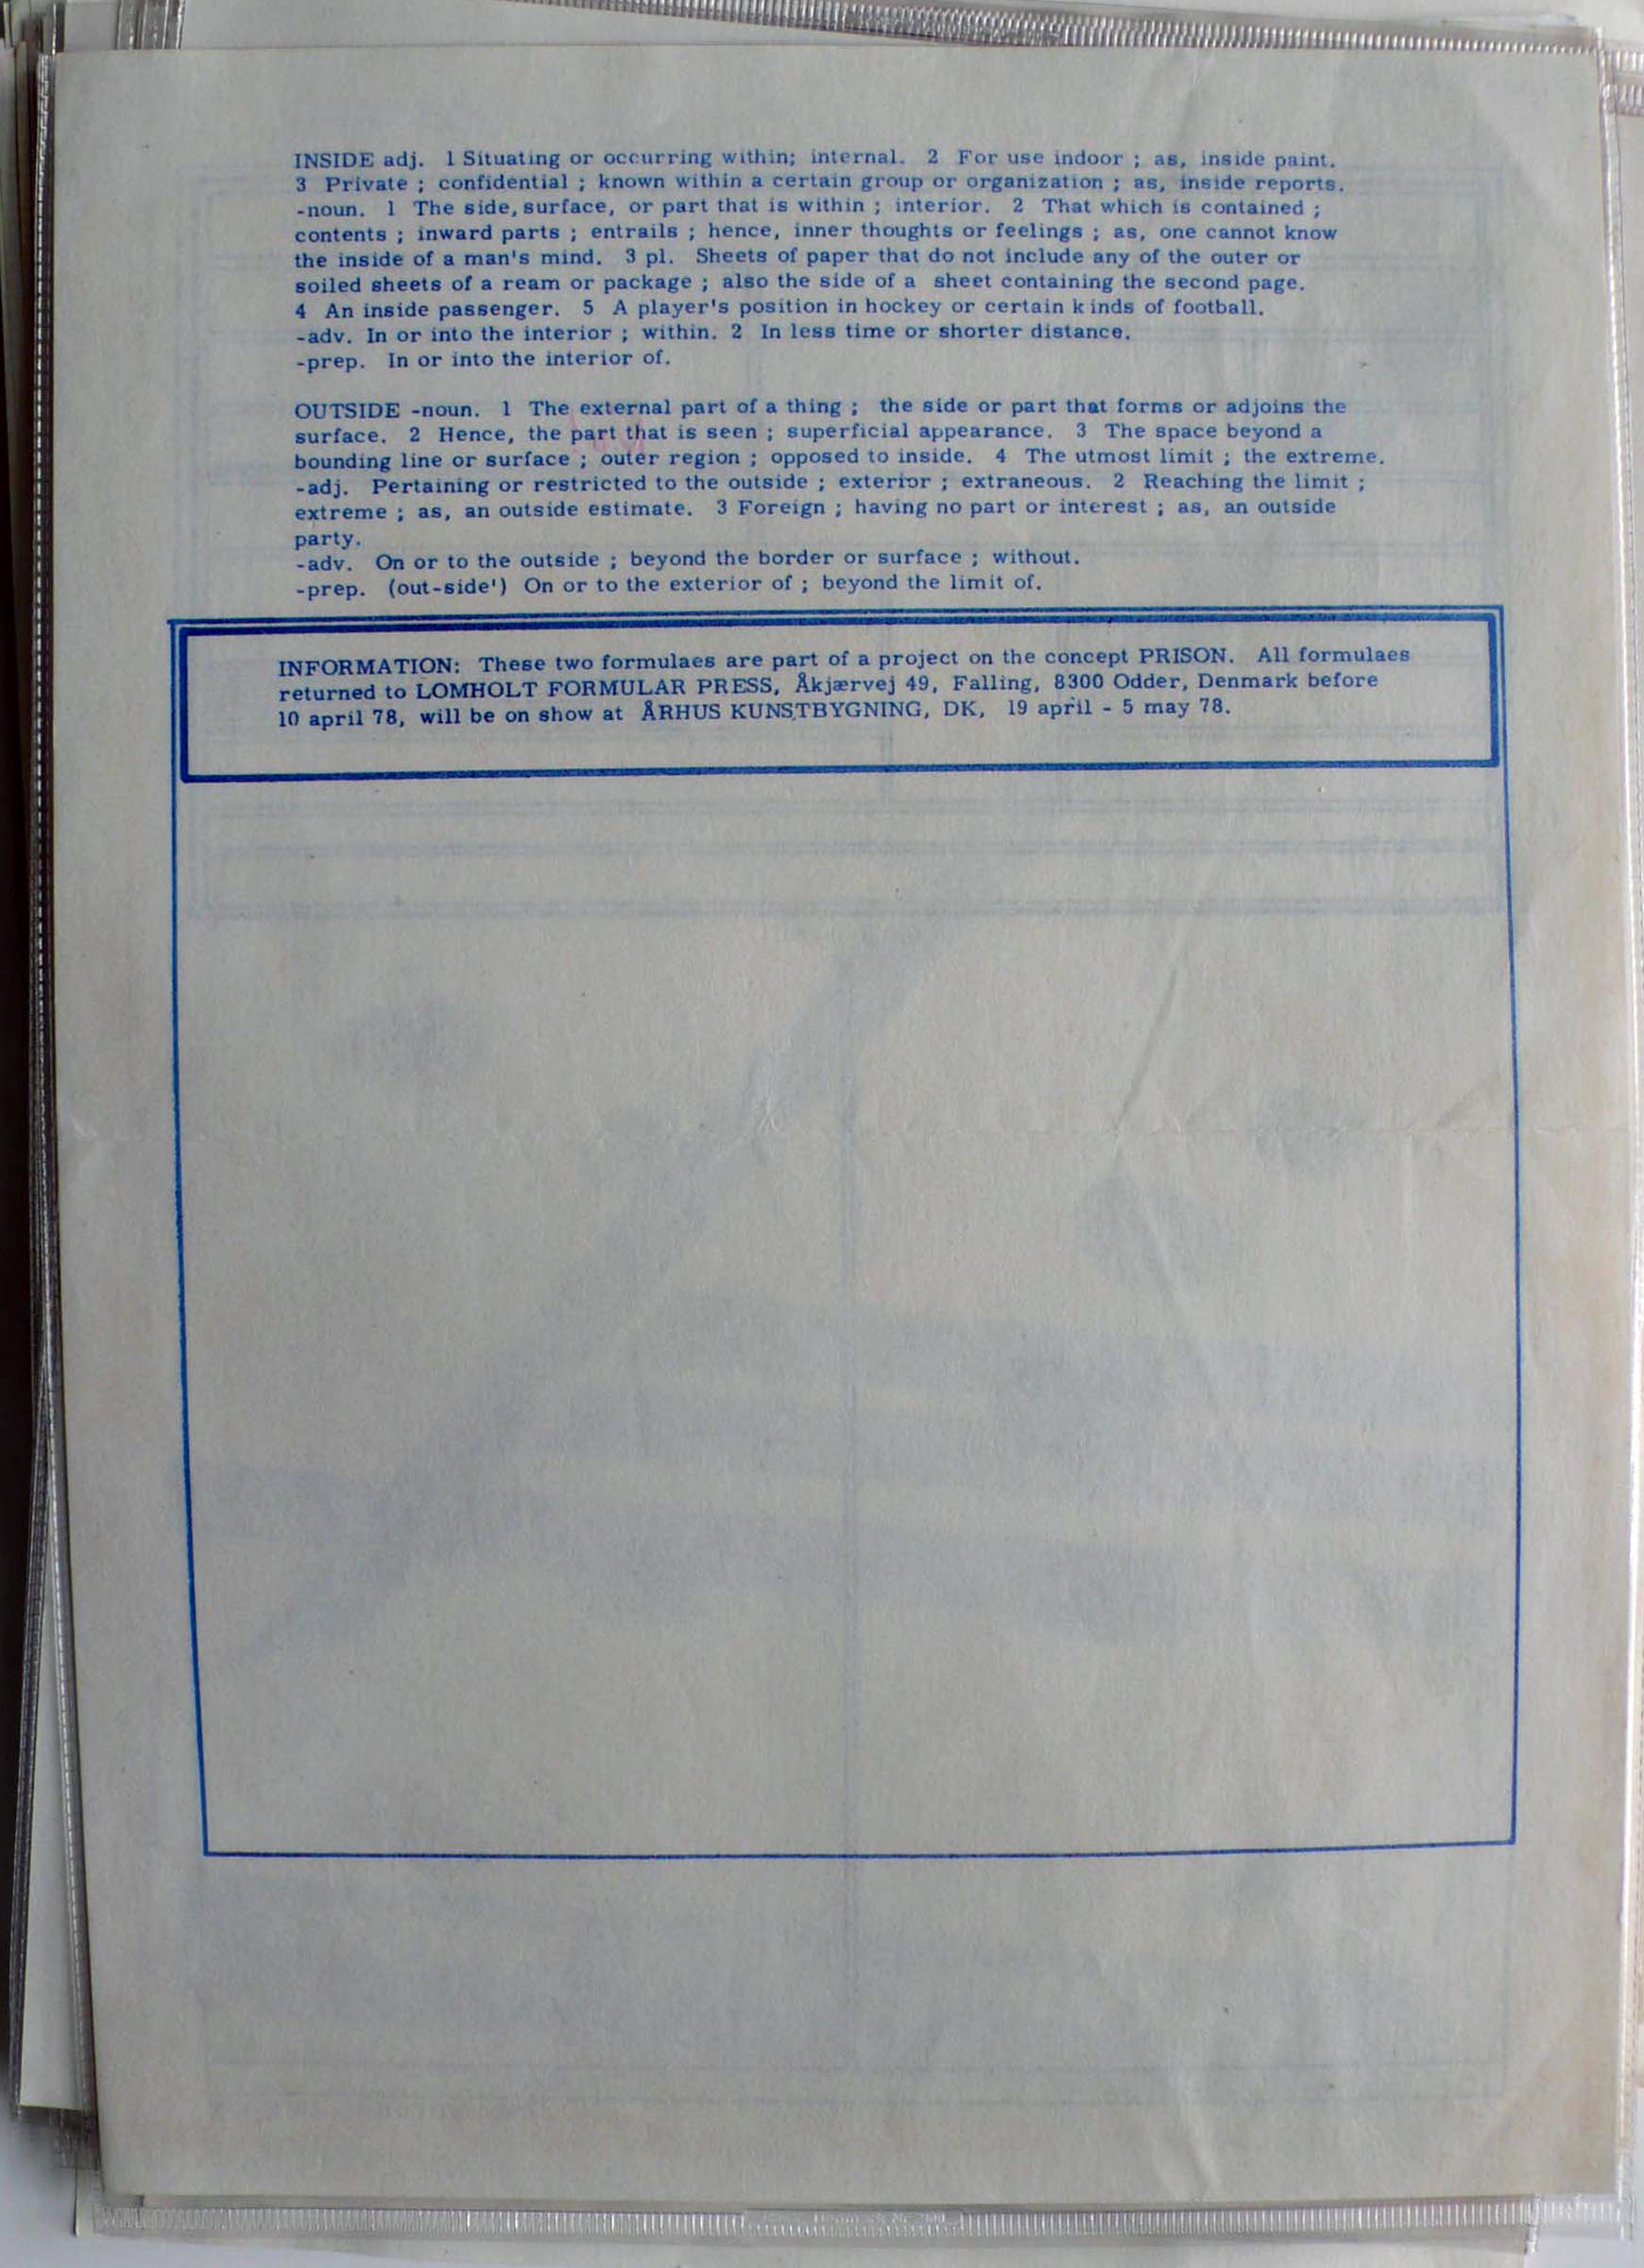 INSIDE adj. 1 Situating or occurring within; internal. 2 For use indoor ; as, inside paint.
3 Private ; confidential ; known within a certain group or organization ; as, inside reports.
-noun. 1 The side, surface, or part that is within ; interior. 2 That which is contained ;
contents ; inward parts ; entrails ; hence, inner thoughts or feelings ; as, one cannot know
the inside of a man's mind. 3 pl. Sheets of paper that do not include any of the outer or
soiled sheets of a ream or package ; also the side of a sheet containing the second page.
4 An inside passenger. 5 A player's position in hockey or certain kinds of football.
-adv. In or into the interior ; within. 2 In less time or shorter distance.
-prep. In or into the interior of.
OUTSIDE -noun. 1 The external part of a thing ; the side or part that forms or adjoins the
surface. 2 Hence, the part that is seen ; superficial appearance. 3 The space beyond a
bounding line or surface ; outer region ; opposed to inside. 4 The utmost limit ; the extreme.
-adj. Pertaining or restricted to the outside ; exterior ; extraneous. 2 Reaching the limit ;
extreme ; as, an outside estimate. 3 Foreign ; having no part or interest ; as, an outside
party.
-adv. On or to the outside ; beyond the border or surface ; without.
-prep. (out-side') On or to the exterior of ; beyond the limit of.
INFORMATION: These two formulaes are part of a project on the concept PRISON. All formulaes
returned to LOMHOLT FORMULAR PRESS, Åkjærvej 49, Falling, 8300 Odder, Denmark before
10 april 78, will be on show at ÅRHUS KUNSTBYGNING, DK, 19 april - 5 may 78.